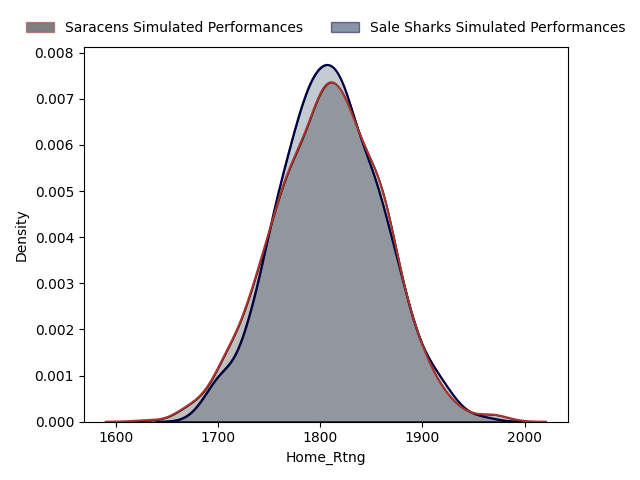 Saracens Simulated Performances Sale Sharks Simulated Performances
0.008
0.007
0.006
0.005
0.004
0.003
0.002
0.001
0.000
Density
1600 1700 1800 1900 2000
Home_Rtng